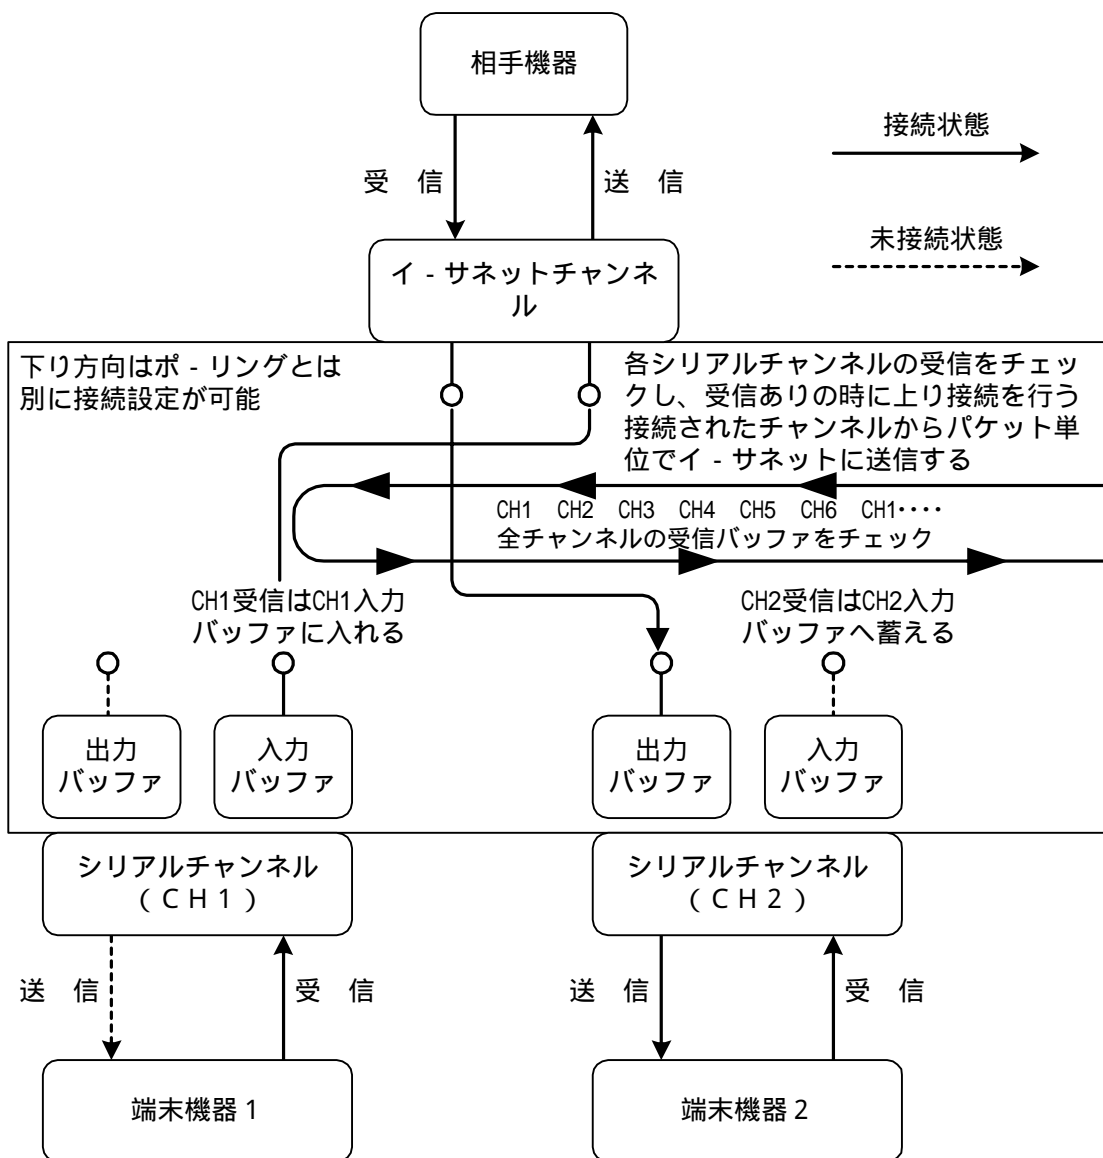 相手機器
接続状態
受 信
送 信
未接続状態
イ - サネットチャンネ
ル
下り方向はポ - リングとは
別に接続設定が可能
各シリアルチャンネルの受信をチェッ
クし、受信ありの時に上り接続を行う
接続されたチャンネルからパケット単
位でイ - サネットに送信する
CH1 CH2 CH3 CH4 CH5 CH6 CH1････
全チャンネルの受信バッファをチェック
CH1受信はCH1入力
バッファに入れる
CH2受信はCH2入力
バッファへ蓄える
出力
バッファ
入力
バッファ
出力
バッファ
入力
バッファ
シリアルチャンネル
(CH1)
シリアルチャンネル
(CH2)
送 信
受 信
送 信
受 信
端末機器1
端末機器2